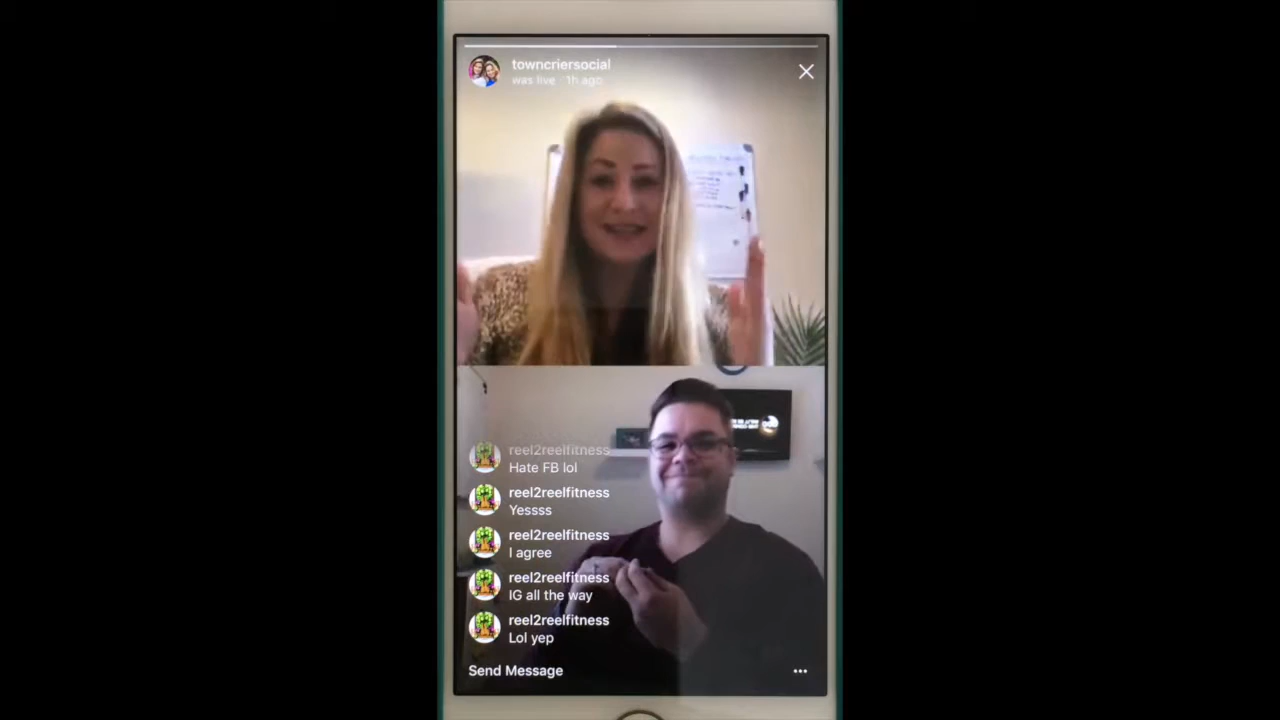 towncriersocial
was live 1h ago
reel2reelfitness
Hate FB lol
reel2reelfitness
Yessss
reel2reelfitness
I agree
reel2reelfitness
IG all the way
reel2reelfitness
Lol yep
Send Message